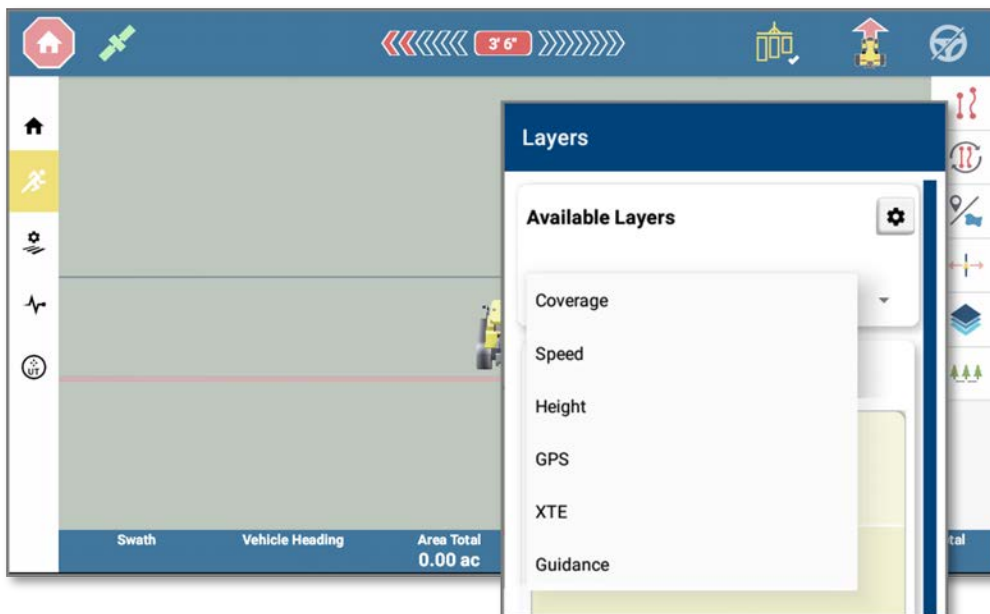 3' 6"
Layers
Available Layers
Coverage
Speed
Height
GPS
XTE
Guidance
UT
Swath
Vehicle Heading
Area Total
0.00 ac
tal